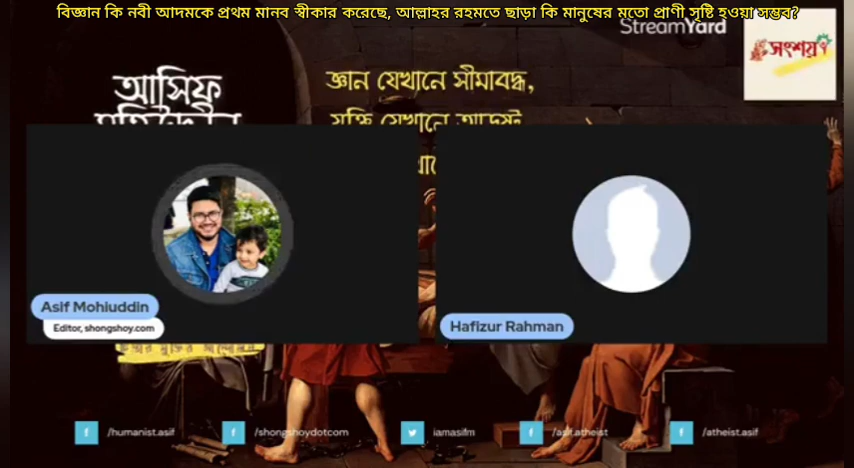 বিজ্ঞান কি নবী আদমকে প্রথম মানব স্বীকার করেছে, আল্লাহর রহমতে ছাড়া কি মানুষের মতো প্রাণী সৃষ্টি হওয়া সম্ভব?
StreamYard
সংশয়
আসিফ
জ্ঞান যেখানে সীমাবদ্ধ,
যুক্তি যেখানে আড়ষ্ট
Asif Mohiuddin
Editor, shongshoy.com
Hafizur Rahman
/humanist.asif
/shongshoydotcom
iamasifm
/asif.atheist
/atheist.asif